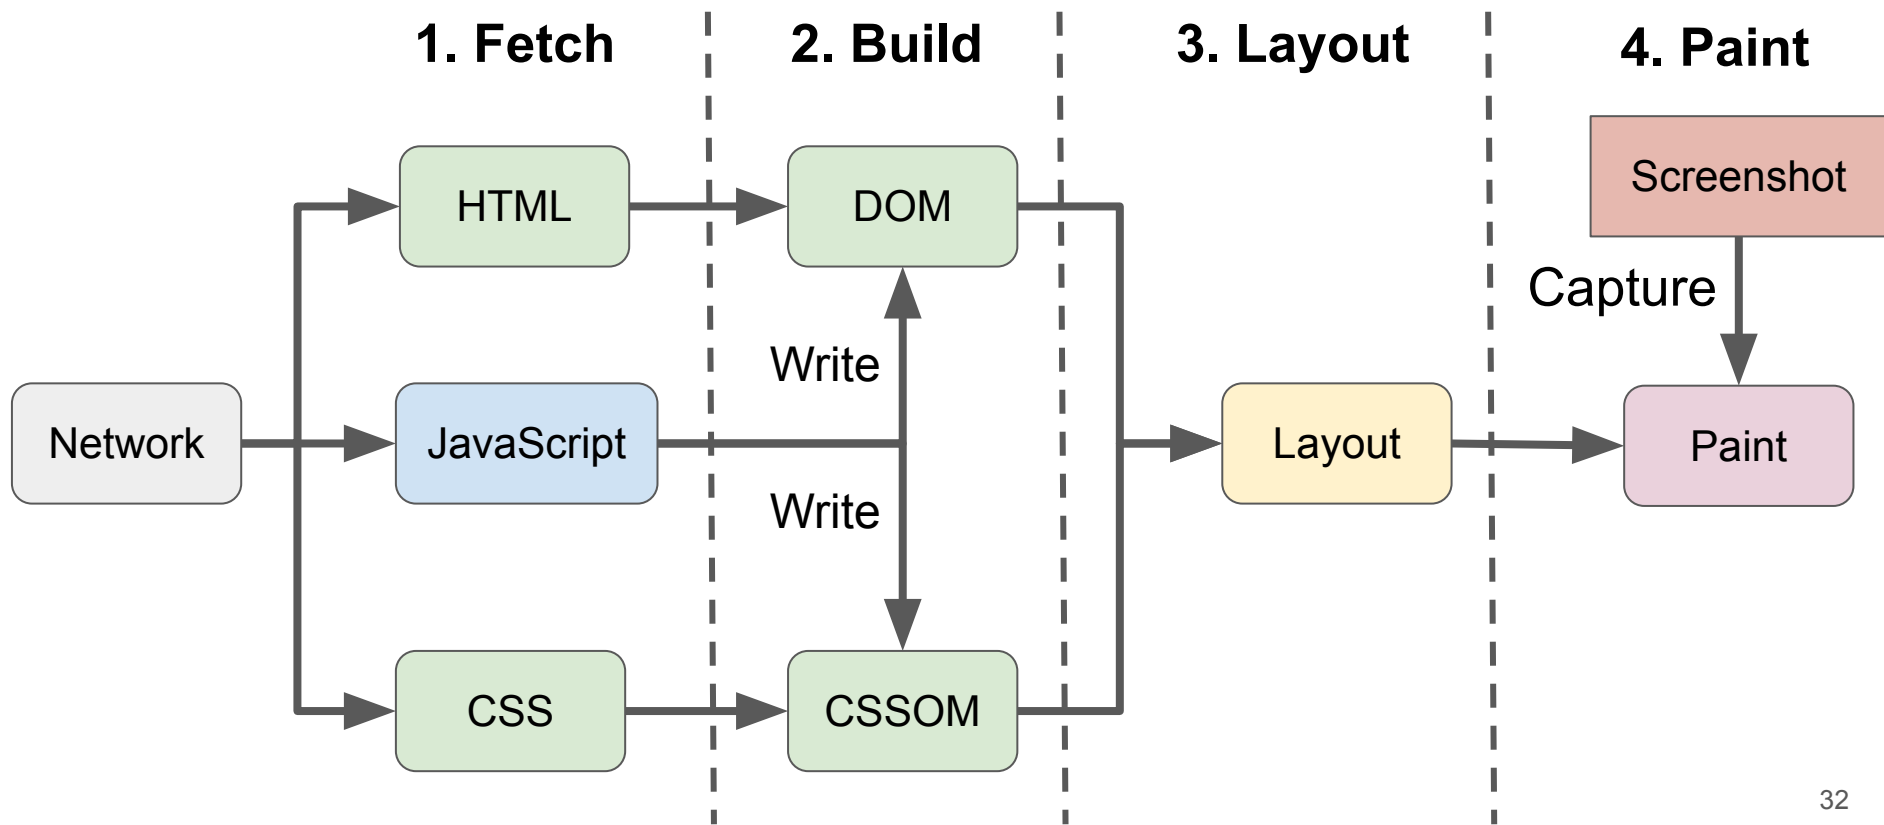 1. Fetch
2. Build
3. Layout
4. Paint
Screenshot
HTML
DOM
Capture
Write
Network
JavaScript
Layout
Paint
Write
CSS
CSSOM
32